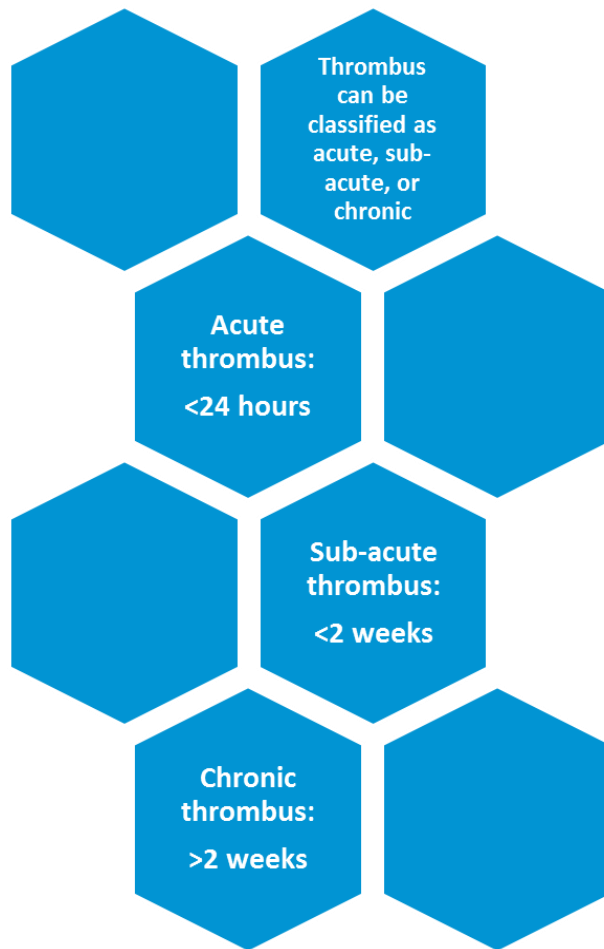 Thrombus
can be
classified as
acute, sub-
acute, or
chronic
Acute
thrombus:
<24 hours
Sub-acute
thrombus:
<2 weeks
Chronic
thrombus:
>2 weeks